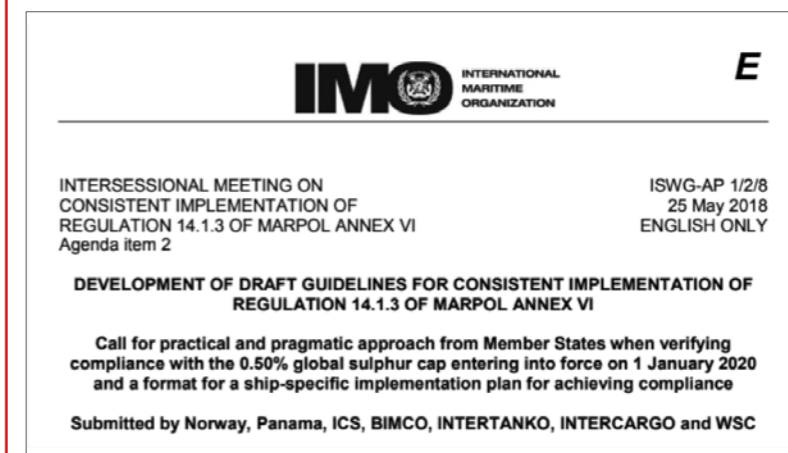 IMO
INTERNATIONAL
MARITIME
ORGANIZATION
E
INTERSESSIONAL MEETING ON
CONSISTENT IMPLEMENTATION OF
REGULATION 14.1.3 OF MARPOL ANNEX VI
Agenda item 2
ISWG-AP 1/2/8
25 May 2018
ENGLISH ONLY
DEVELOPMENT OF DRAFT GUIDELINES FOR CONSISTENT IMPLEMENTATION OF
REGULATION 14.1.3 OF MARPOL ANNEX VI
Call for practical and pragmatic approach from Member States when verifying
compliance with the 0.50% global sulphur cap entering into force on 1 January 2020
and a format for a ship-specific implementation plan for achieving compliance
Submitted by Norway, Panama, ICS, BIMCO, INTERTANKO, INTERCARGO and WSC